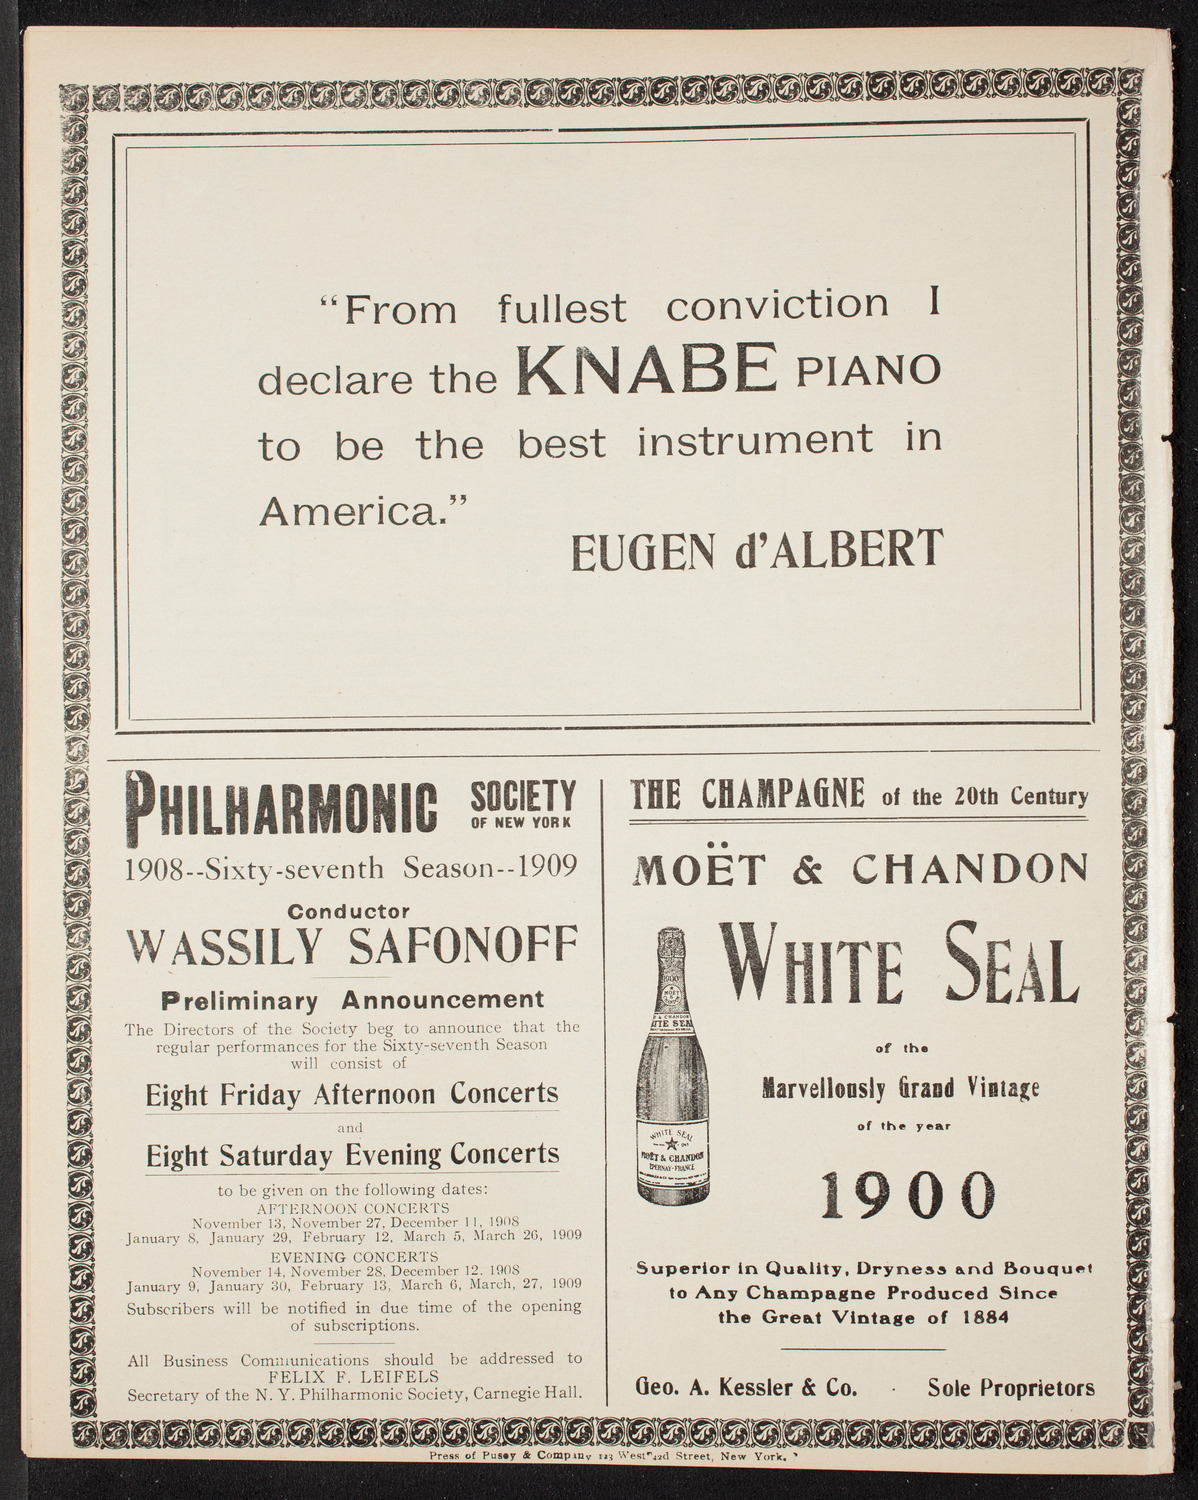 “From fullest conviction I
declare the KNABE PIANO
to be the best instrument in
America.”
EUGEN d’ALBERT
PHILHARMONIC SOCIETY
OF NEW YORK
1908--Sixty-seventh Season--1909
Conductor
WASSILY SAFONOFF
Preliminary Announcement
The Directors of the Society beg to announce that the
regular performances for the Sixty-seventh Season
will consist of
Eight Friday Afternoon Concerts
and
Eight Saturday Evening Concerts
to be given on the following dates:
AFTERNOON CONCERTS
November 13, November 27, December 11, 1908
January 8, January 29, February 12, March 5, March 26, 1909
EVENING CONCERTS
November 14, November 28, December 12. 1908
January 9, January 30, February 13, March 6, March, 27, 1909
Subscribers will be notified in due time of the opening
of subscriptions.
All Business Communications should be addressed to
FELIX F. LEIFELS
Secretary of the N. Y. Philharmonic Society, Carnegie Hall.
THE CHAMPAGNE of the 20th Century
MOËT & CHANDON
WHITE SEAL
of the
Marvellously Grand Vintage
of the year
1900
WHITE SEAL
MOËT & CHANDON
EPERNAY-FRANCE
Superior in Quality, Dryness and Bouquet
to Any Champagne Produced Since
the Great Vintage of 1884
Geo. A. Kessler & Co. · Sole Proprietors
Press of Pusey & Company 123 West 42d Street, New York.